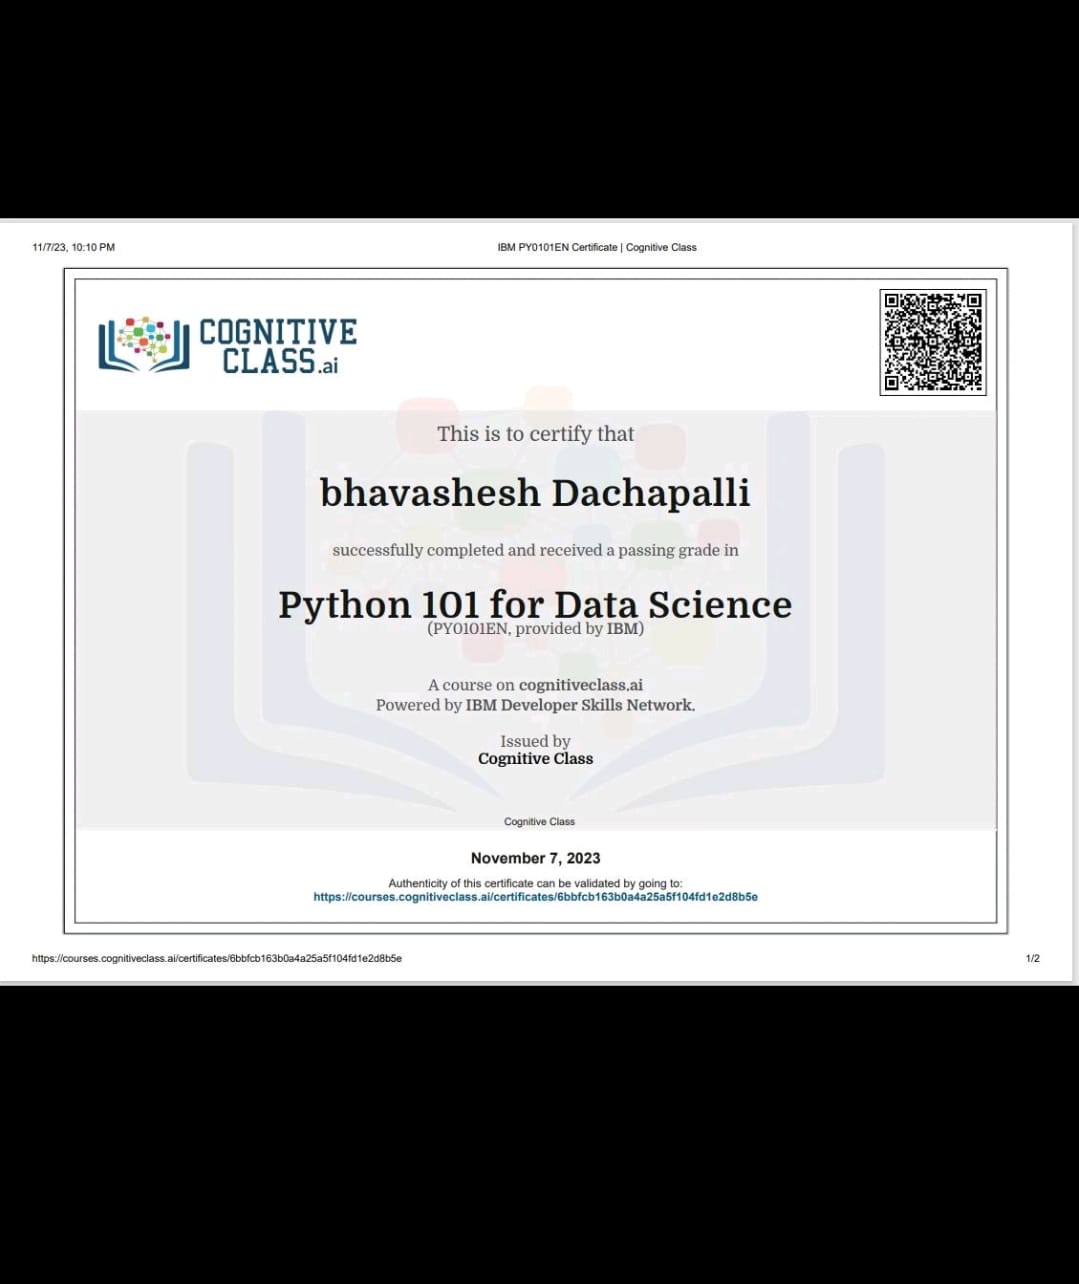 11/7/23, 10:10 PM
IBM PY0101EN Certificate | Cognitive Class
COGNITIVE
CLASS.ai
This is to certify that
bhavashesh Dachapalli
successfully completed and received a passing grade in
Python 101 for Data Science
(PY0101EN, provided by IBM)
A course on cognitiveclass.ai
Powered by IBM Developer Skills Network.
Issued by
Cognitive Class
Cognitive Class
November 7, 2023
Authenticity of this certificate can be validated by going to:
https://courses.cognitiveclass.ai/certificates/6bbfcb163b0a4a25a5f104fd1e2d8b5e
https://courses.cognitiveclass.ai/certificates/6bbfcb163b0a4a25a5f104fd1e2d8b5e
1/2